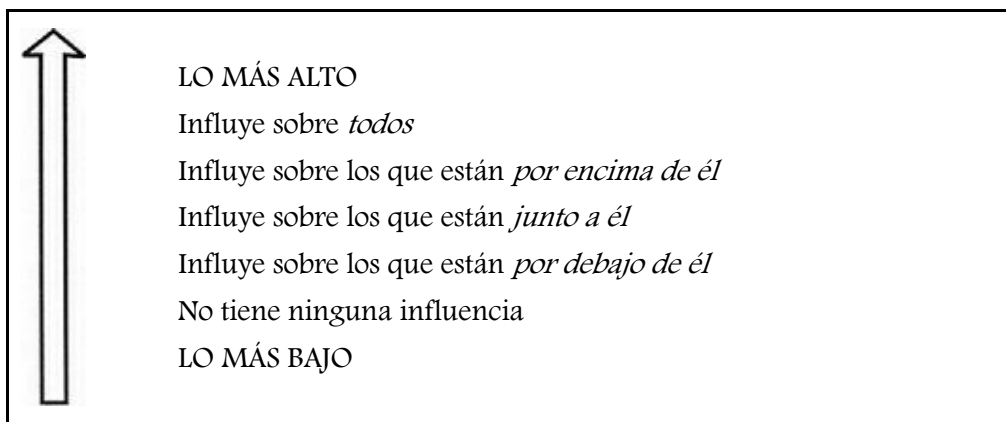 LO MÁS ALTO
Influye sobre todos
Influye sobre los que están por encima de él
Influye sobre los que están junto a él
Influye sobre los que están por debajo de él
No tiene ninguna influencia
LO MÁS BAJO